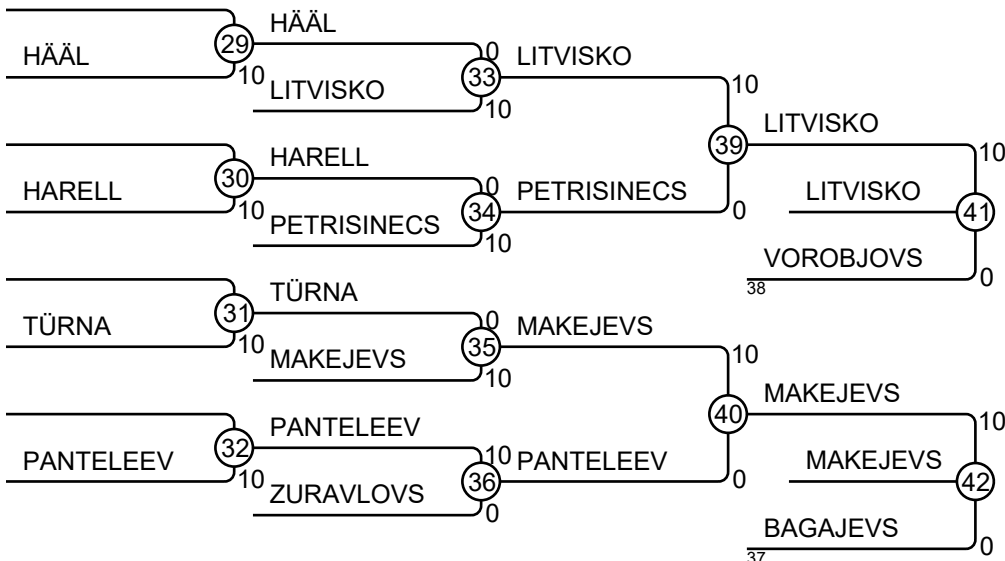 HÄÄL
29
10
HÄÄL
LITVISKO
0
33
10
LITVISKO
10
39
0
LITVISKO
HARELL
30
10
HARELL
PETRISINECS
0
34
10
PETRISINECS
10
LITVISKO
41
VOROBJOVS
38
0
TÜRNA
31
10
TÜRNA
MAKEJEVS
0
35
10
MAKEJEVS
10
40
0
MAKEJEVS
PANTELEEV
32
10
PANTELEEV
ZURAVLOVS
10
36
0
PANTELEEV
10
MAKEJEVS
42
BAGAJEVS
37
0